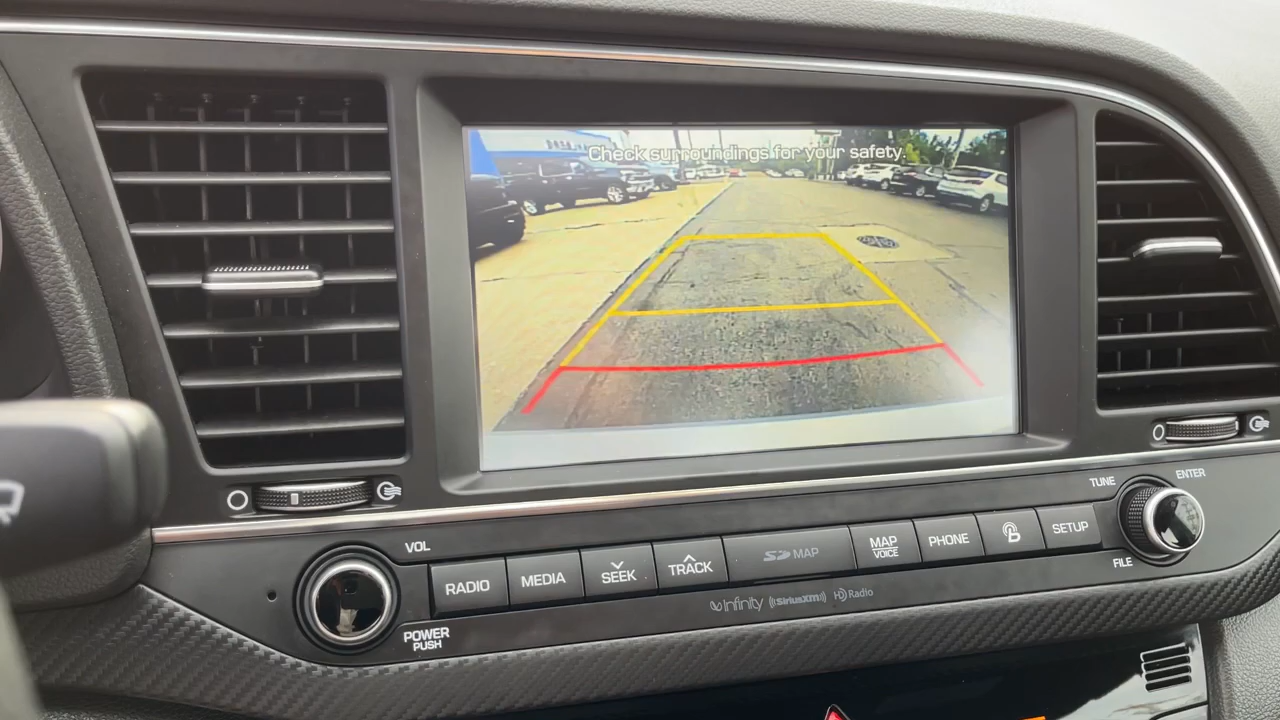 Check surroundings for your safety.
TUNE
ENTER
VOL
RADIO
MEDIA
SEEK
TRACK
SD MAP
MAP
VOICE
PHONE
SETUP
FILE
POWER
PUSH
Infinity
SiriusXM
HD Radio